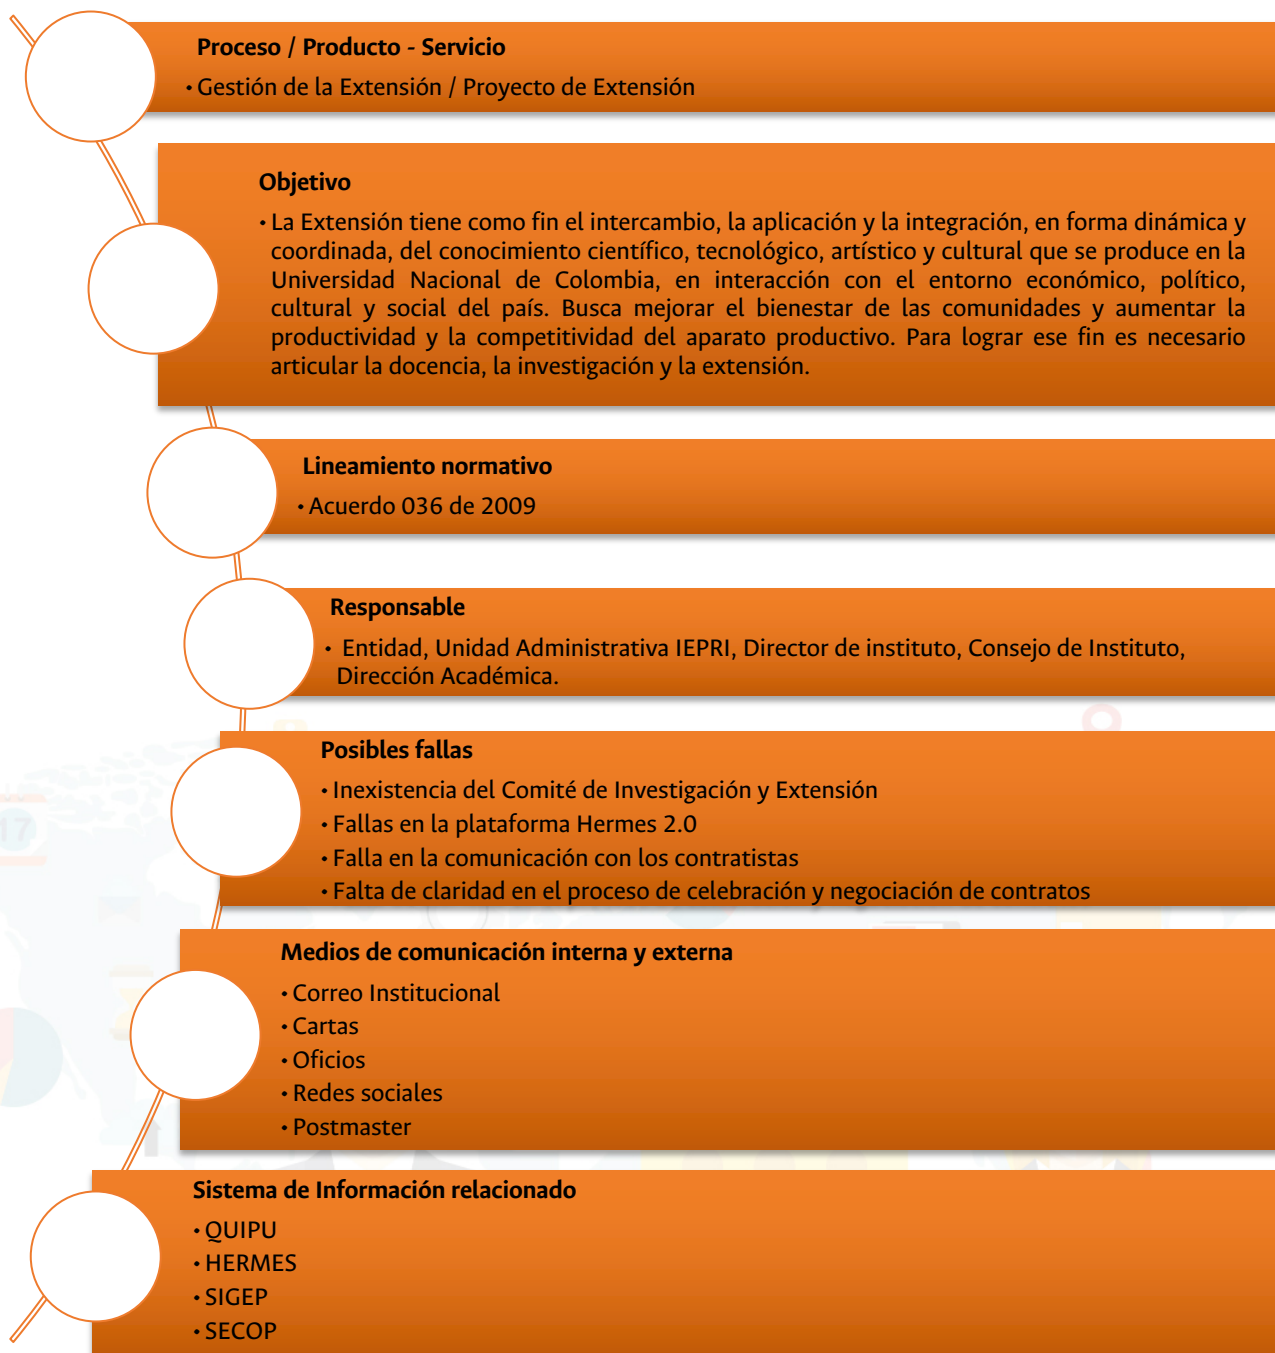 Proceso / Producto - Servicio
• Gestión de la Extensión / Proyecto de Extensión
Objetivo
• La Extensión tiene como fin el intercambio, la aplicación y la integración, en forma dinámica y
coordinada, del conocimiento científico, tecnológico, artístico y cultural que se produce en la
Universidad Nacional de Colombia, en interacción con el entorno económico, político,
cultural y social del país. Busca mejorar el bienestar de las comunidades y aumentar la
productividad y la competitividad del aparato productivo. Para lograr ese fin es necesario
articular la docencia, la investigación y la extensión.
Lineamiento normativo
• Acuerdo 036 de 2009
Responsable
• Entidad, Unidad Administrativa IEPRI, Director de instituto, Consejo de Instituto,
Dirección Académica.
Posibles fallas
• Inexistencia del Comité de Investigación y Extensión
• Fallas en la plataforma Hermes 2.0
• Falla en la comunicación con los contratistas
• Falta de claridad en el proceso de celebración y negociación de contratos
17
Medios de comunicación interna y externa
• Correo Institucional
• Cartas
• Oficios
• Redes sociales
• Postmaster
Sistema de Información relacionado
• QUIPU
• HERMES
• SIGEP
• SECOP